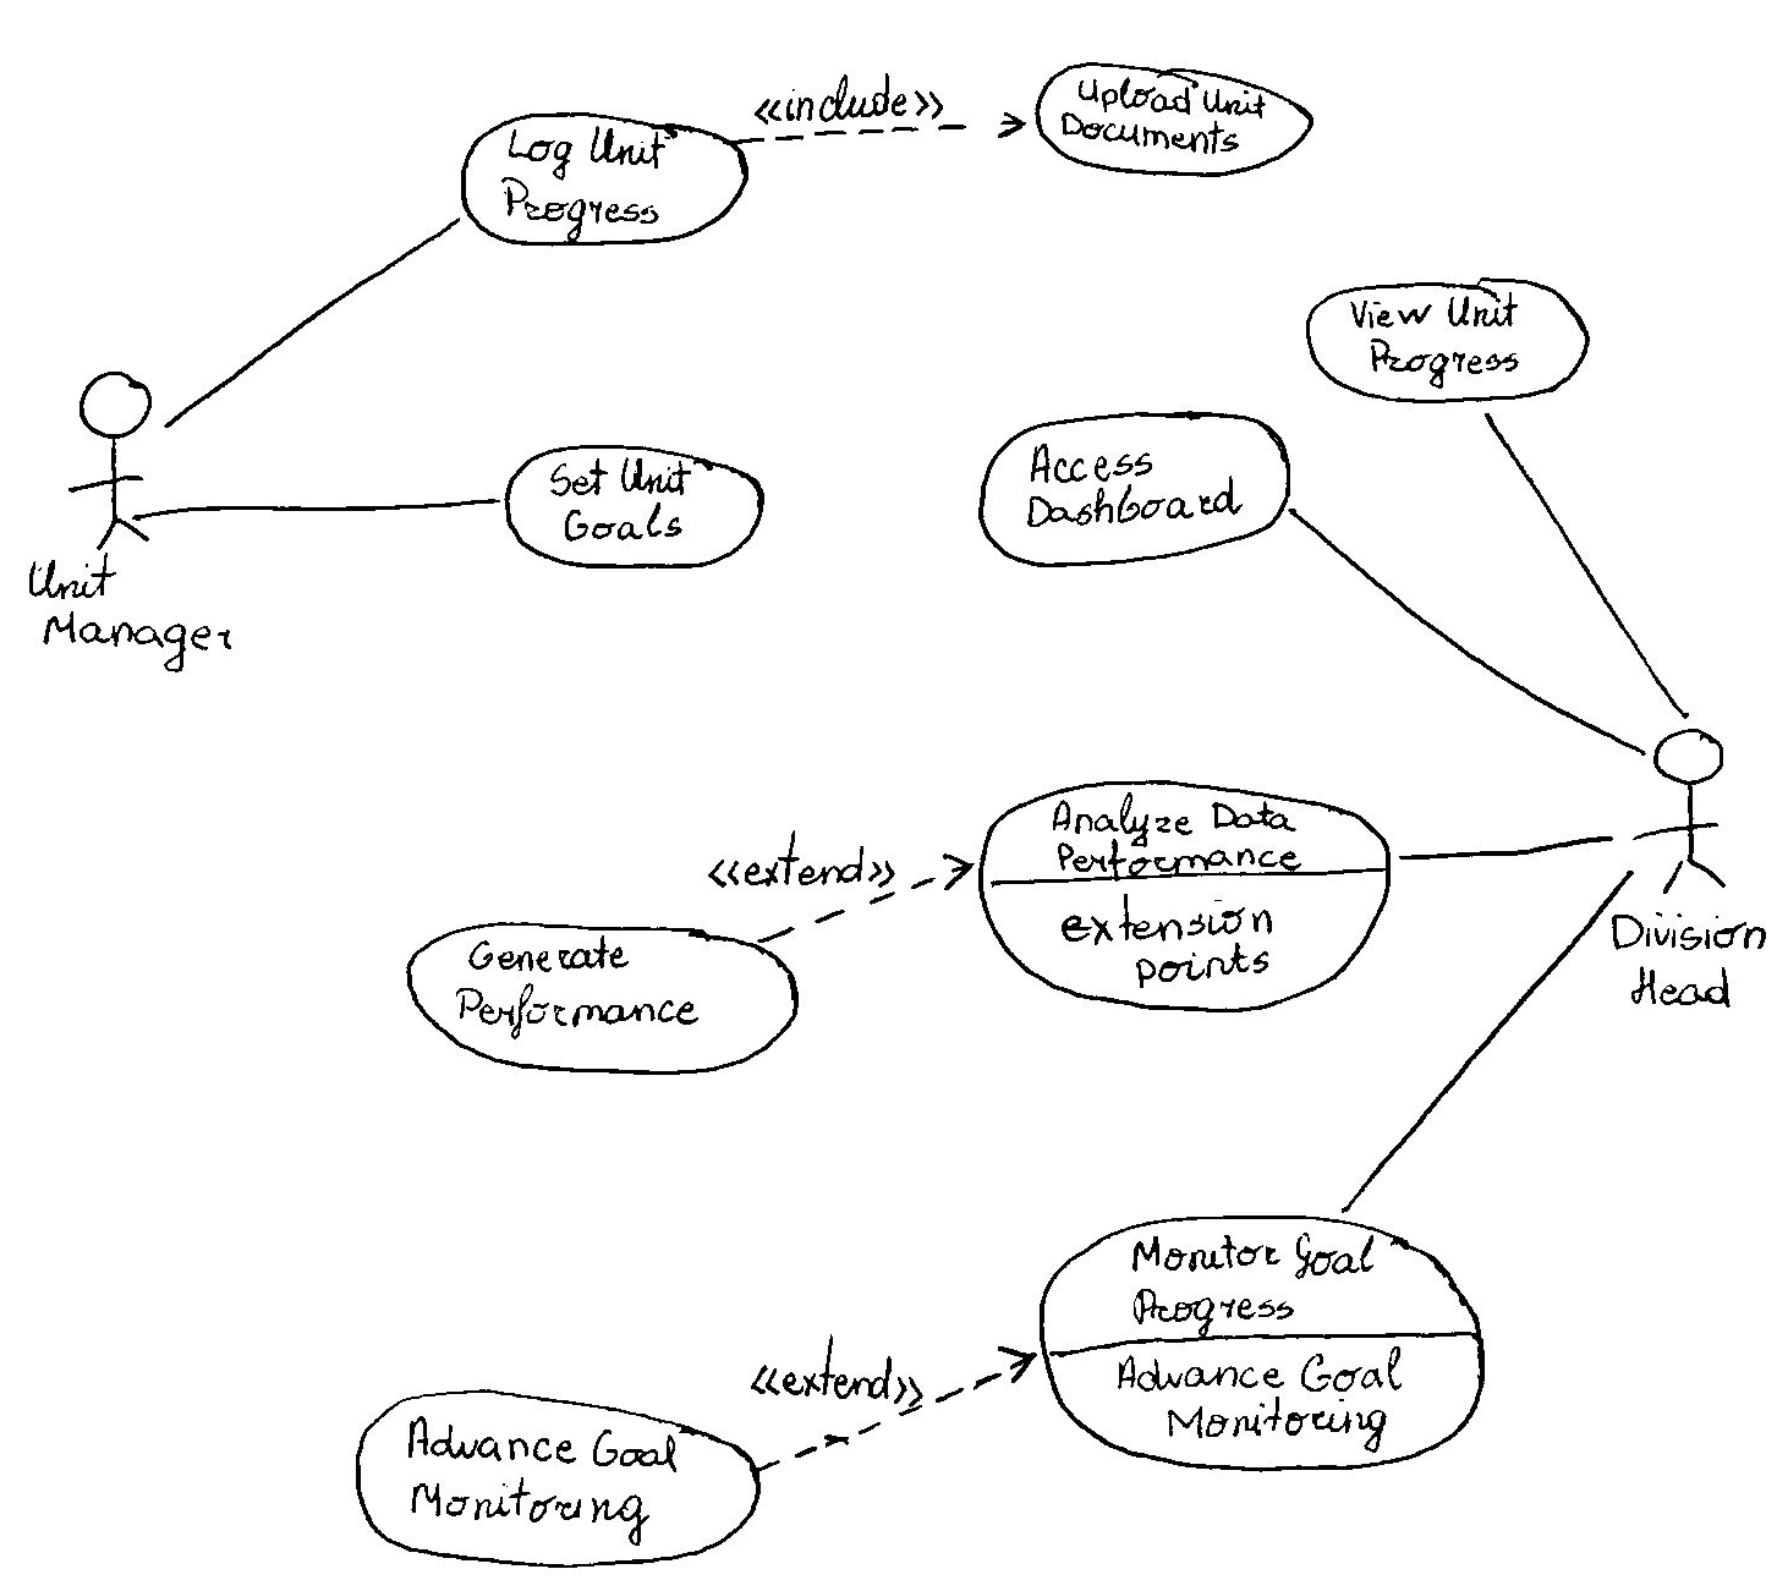 <<include>>
Upload Unit
Documents
Log Unit
Progress
View Unit
Progress
Access
Dashboard
Set Unit
Goals
Unit
Manager
Analyze Data
Performance
extension
points
<<extend>>
Generate
Performance
Division
Head
Monitor Goal
Progress
Advance Goal
Monitoring
<<extend>>
Advance Goal
Monitoring